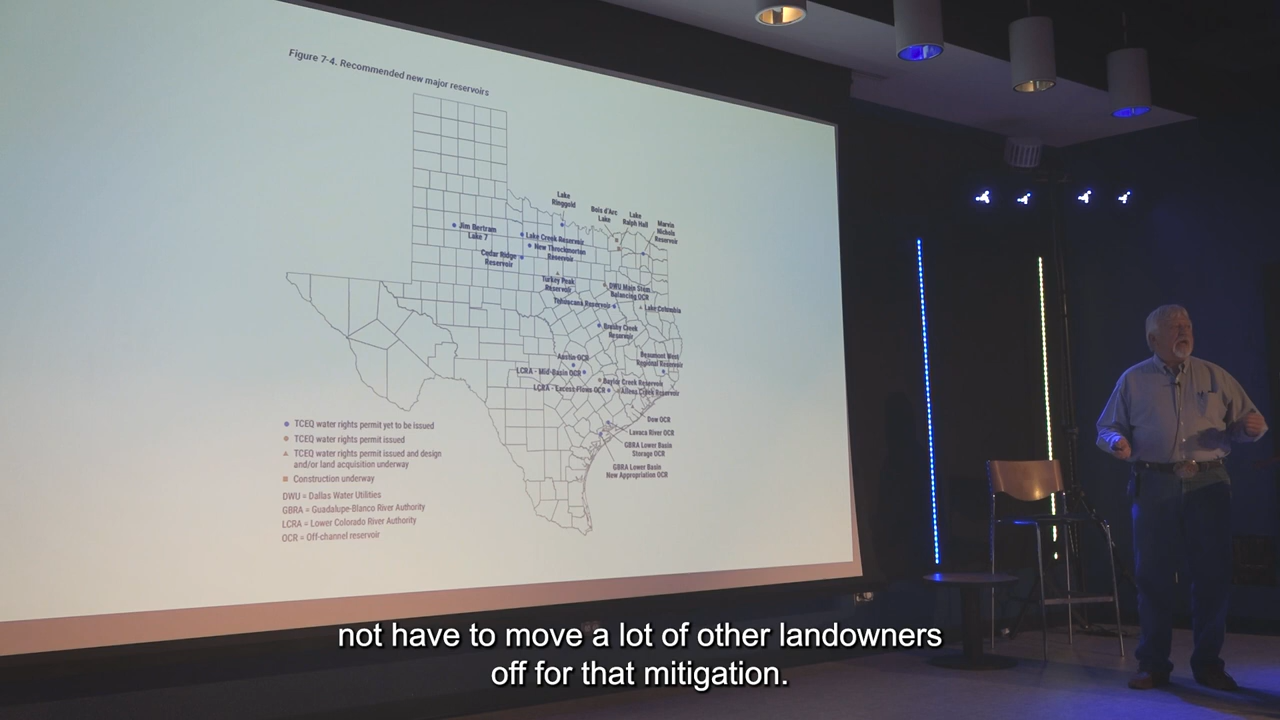 Figure 7-4. Recommended new major reservoirs
Lake
Ringgold
Bois d'Arc
Lake
Lake
Ralph Hall
Marvin
Nichols
Reservoir
Jim Bertram
Lake 7
Lake Creek Reservoir
New Throckmorton
Reservoir
Cedar Ridge
Reservoir
Turkey Peak
Reservoir
DWU Main Stem
Balancing OCR
Tehuacana Reservoir
Lake Columbia
Brushy Creek
Reservoir
Austin OCR
Beaumont West
Regional Reservoir
LCRA - Mid-Basin OCR
Baylor Creek Reservoir
LCRA - Excess Flows OCR
Allens Creek Reservoir
Dow OCR
Lavaca River OCR
GBRA Lower Basin
Storage OCR
GBRA Lower Basin
New Appropriation OCR
TCEQ water rights permit yet to be issued
TCEQ water rights permit issued
TCEQ water rights permit issued and design
and/or land acquisition underway
Construction underway
DWU = Dallas Water Utilities
GBRA = Guadalupe-Blanco River Authority
LCRA = Lower Colorado River Authority
OCR = Off-channel reservoir
not have to move a lot of other landowners
off for that mitigation.